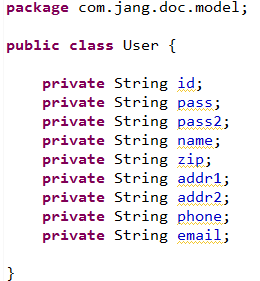 package com.jang.doc.model;
public class User {
private String id;
private String pass;
private String pass2;
private String name;
private String zip;
private String addr1;
private String addr2;
private String phone;
private String email;
}